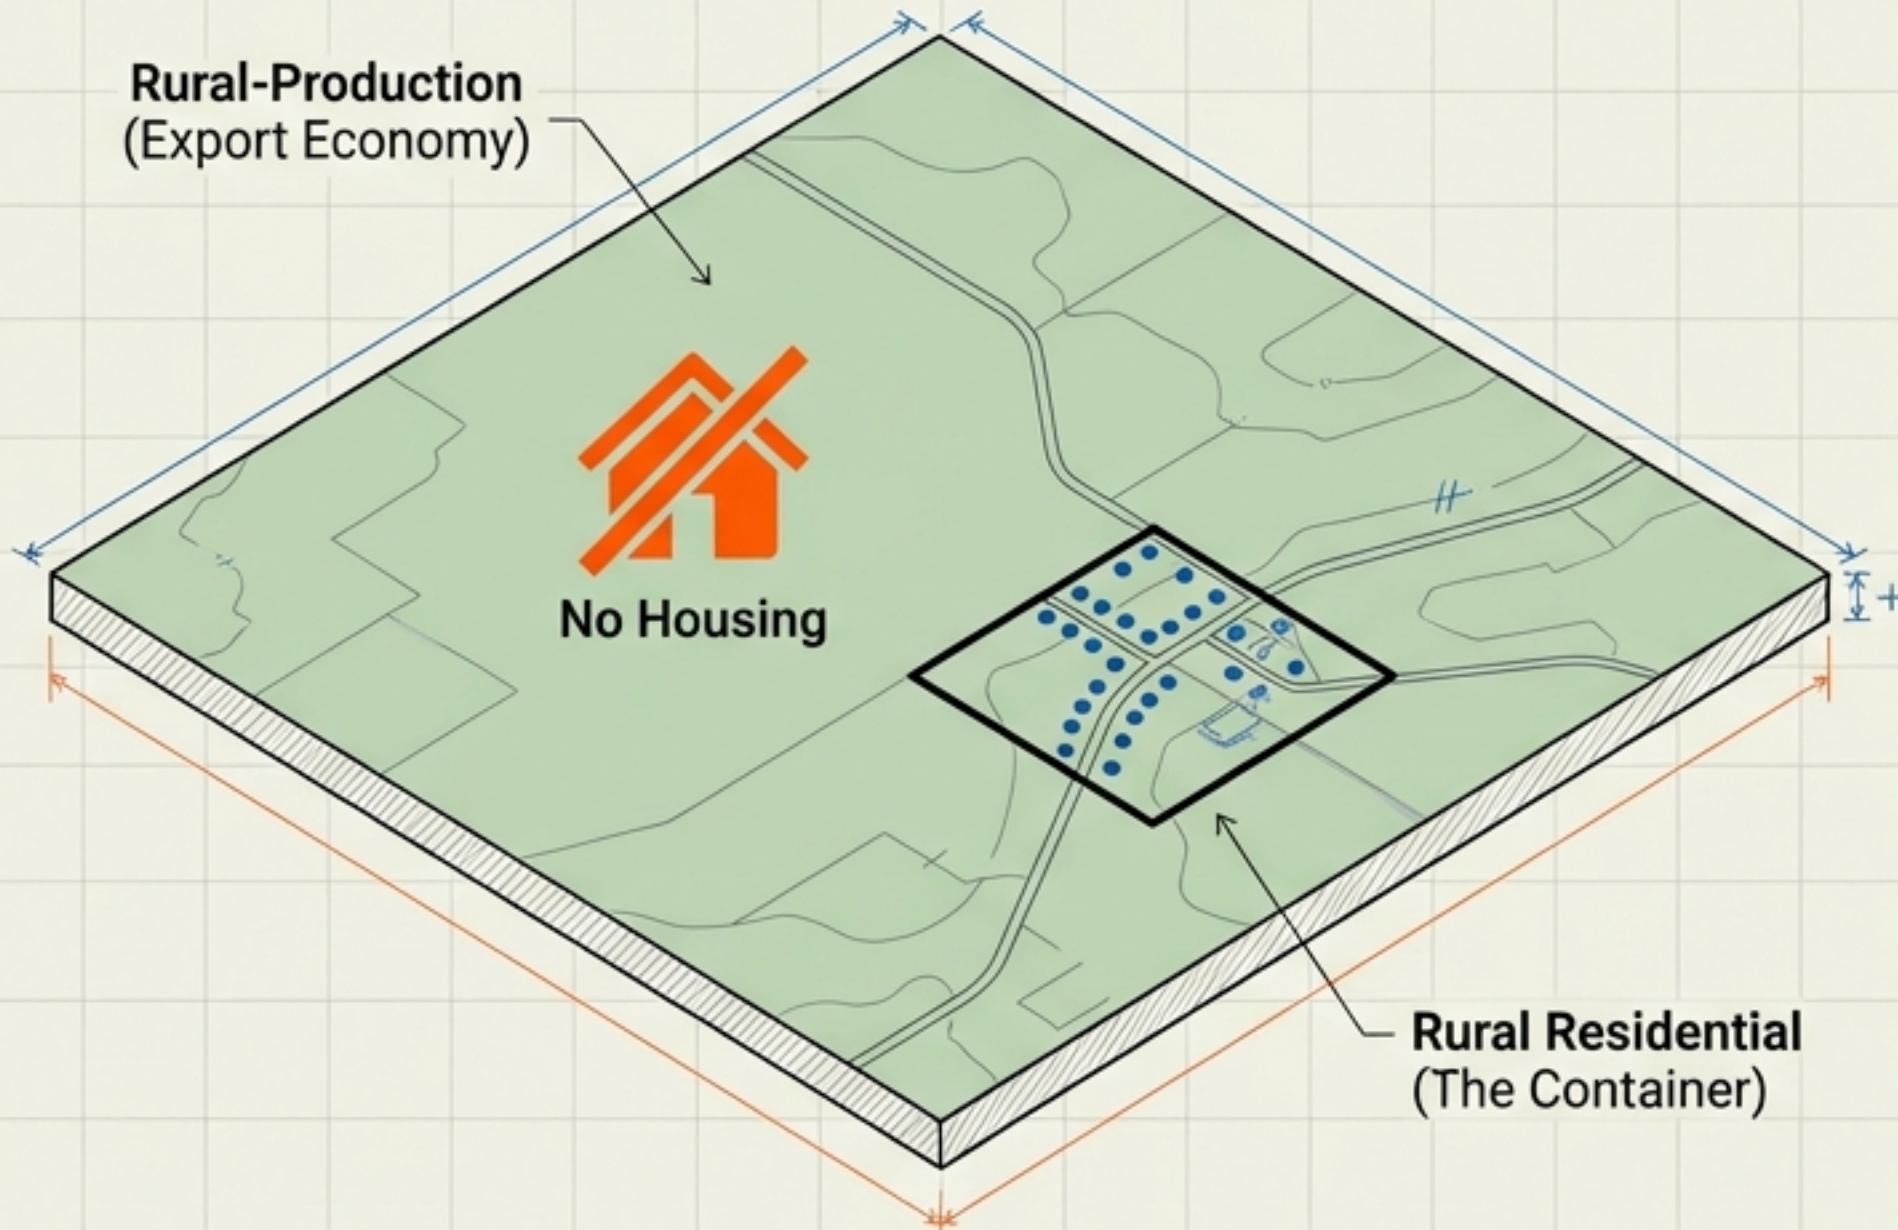 Rural-Production
(Export Economy)
No Housing
Rural Residential
(The Container)